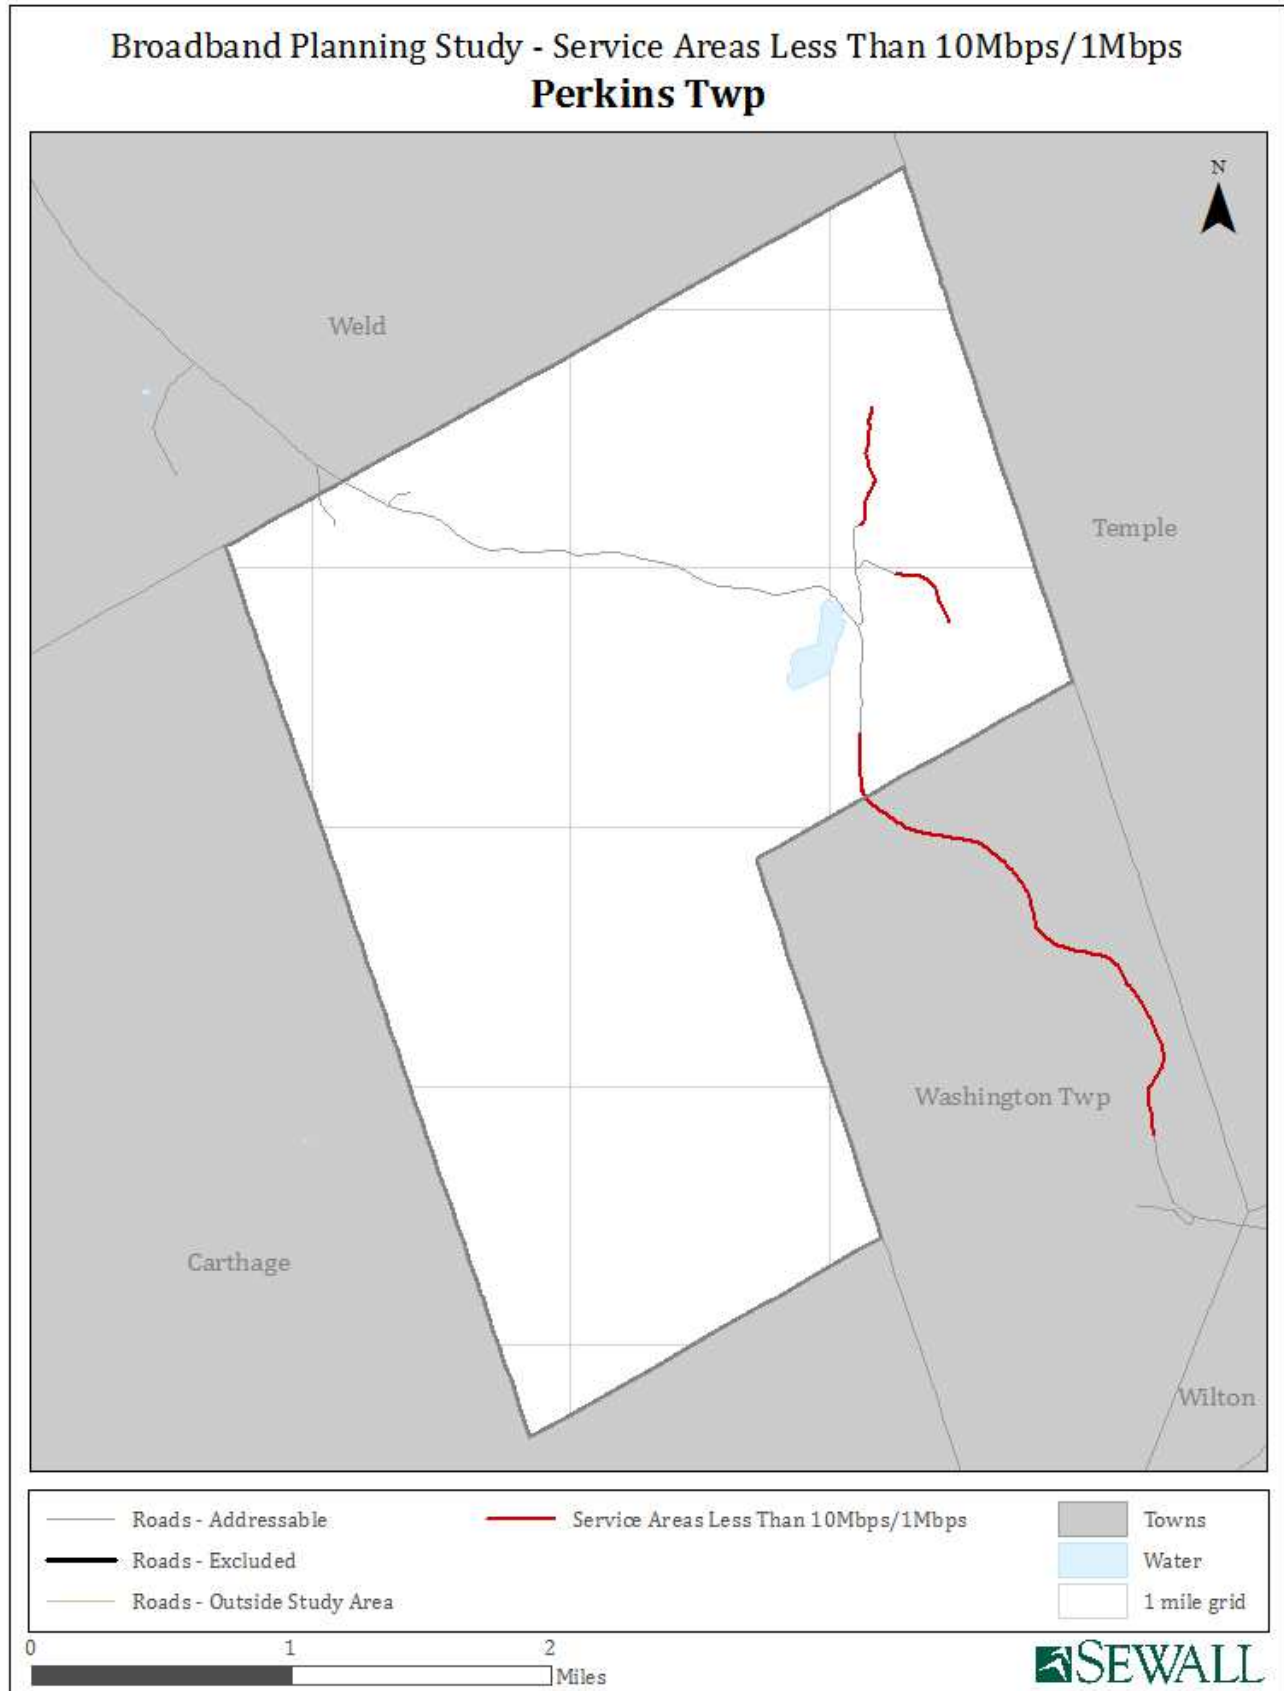 Broadband Planning Study - Service Areas Less Than 10Mbps/1Mbps
Perkins Twp
N
Weld
Temple
Washington Twp
Carthage
Wilton
Roads - Addressable
Roads - Excluded
Roads - Outside Study Area
Service Areas Less Than 10Mbps/1Mbps
Towns
Water
1 mile grid
0 1 2
Miles
SEWALL